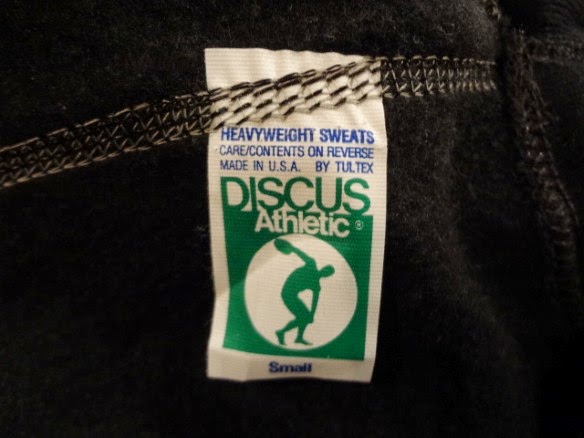 HEAVYWEIGHT SWEATS
CARE/CONTENTS ON REVERSE
MADE IN U.S.A. BY TULTEX
DISCUS
Athletic ®
Small